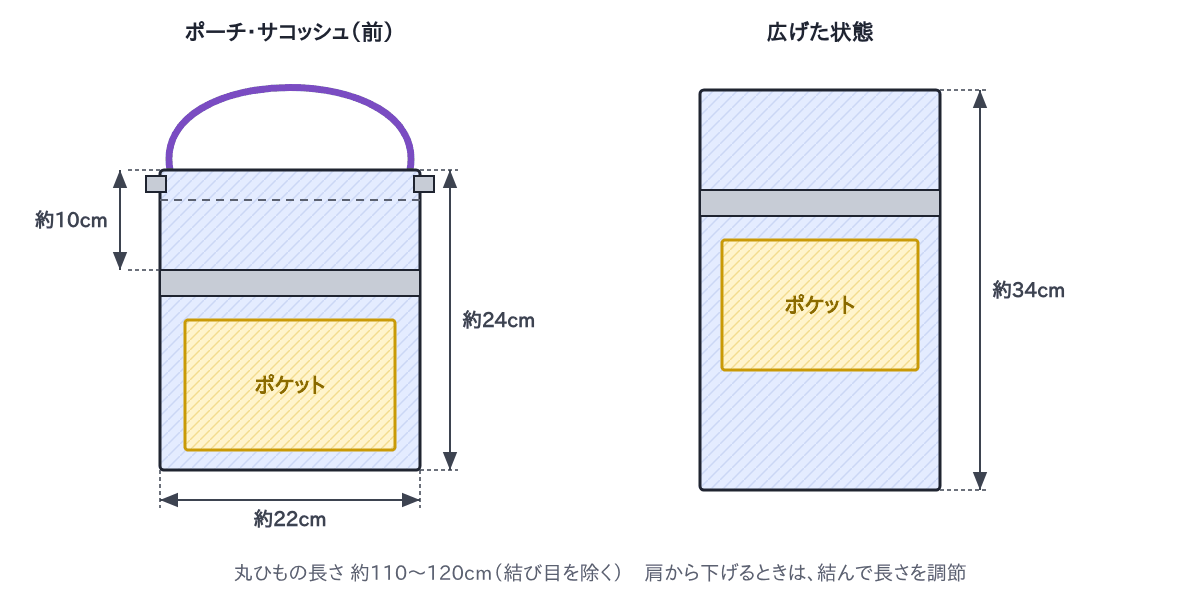 ポーチ・サコッシュ（前）
広げた状態
約10cm
約24cm
約34cm
ポケット
ポケット
約22cm
丸ひもの長さ 約110〜120cm（結び目を除く）　肩から下げるときは、結んで長さを調節